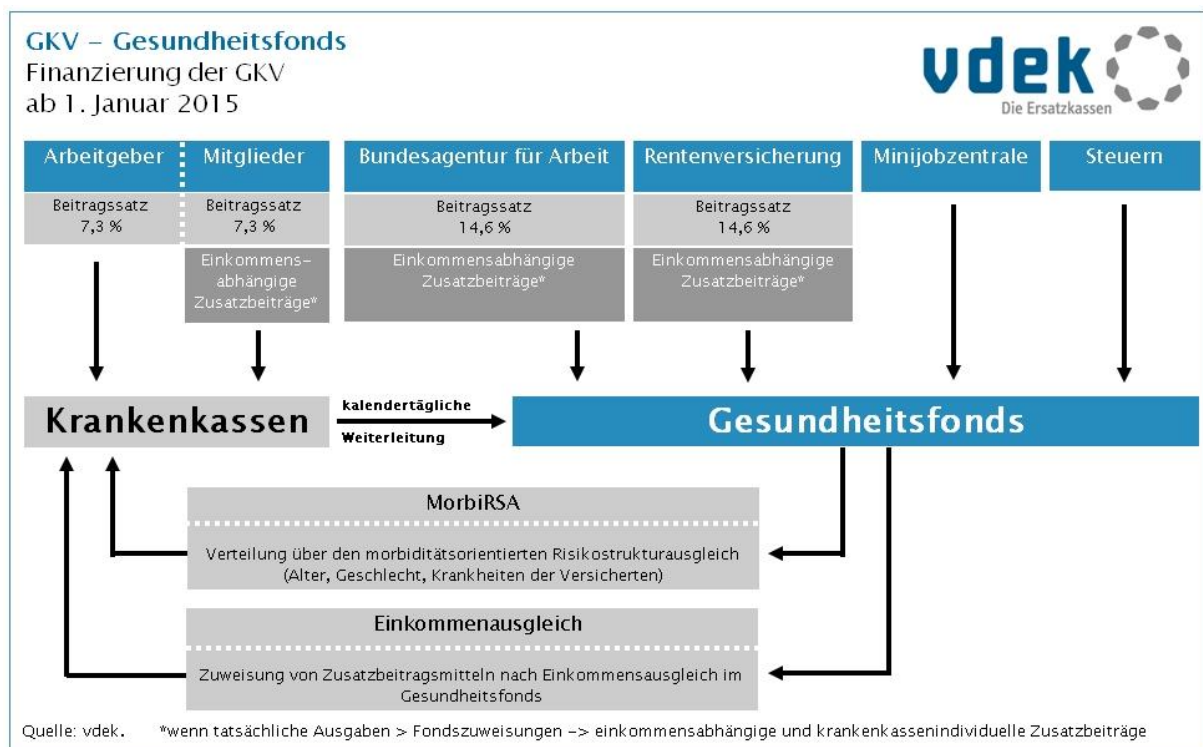 GKV – Gesundheitsfonds
Finanzierung der GKV
ab 1. Januar 2015
vdek
Die Ersatzkassen
Arbeitgeber
Mitglieder
Bundesagentur für Arbeit
Rentenversicherung
Minijobzentrale
Steuern
Beitragssatz
7,3 %
Beitragssatz
7,3 %
Beitragssatz
14,6 %
Beitragssatz
14,6 %
Einkommens–
abhängige
Zusatzbeiträge*
Einkommensabhängige
Zusatzbeiträge*
Einkommensabhängige
Zusatzbeiträge*
Krankenkassen
kalendertägliche
Weiterleitung
Gesundheitsfonds
MorbiRSA
Verteilung über den morbiditätsorientierten Risikostrukturausgleich
(Alter, Geschlecht, Krankheiten der Versicherten)
Einkommenausgleich
Zuweisung von Zusatzbeitragsmitteln nach Einkommensausgleich im
Gesundheitsfonds
Quelle: vdek. *wenn tatsächliche Ausgaben > Fondszuweisungen –> einkommensabhängige und krankenkassenindividuelle Zusatzbeiträge